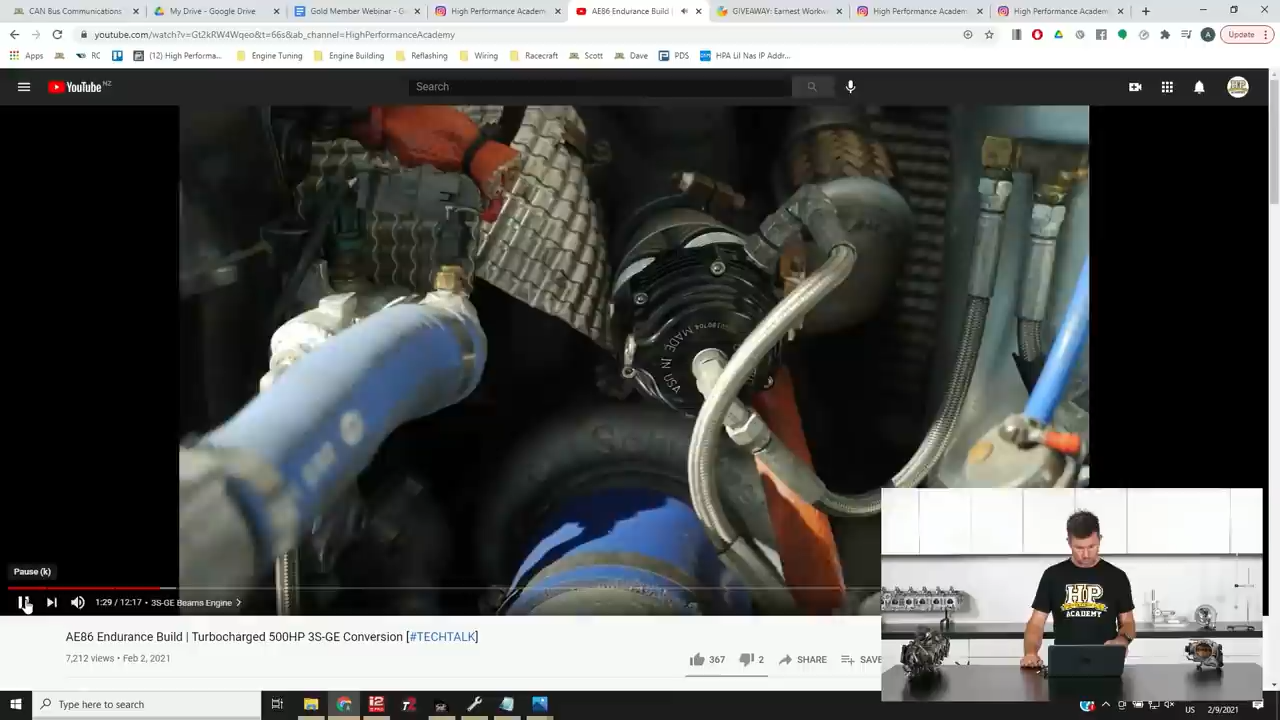 CAN Bus Communications
My Drive - Google Drive
Gold Member Webinar - G
High Performance Academ
AE86 Endurance Build |
GIVEAWAY: Earnest Workw
High Performance Academ
High Performance Academ
youtube.com/watch?v=Gt2kRW4Wqeo&t=66s&ab_channel=HighPerformanceAcademy
A
Update
Apps
RC
(12) High Performa...
Engine Tuning
Engine Building
Reflashing
Wiring
Racecraft
Scott
Dave
PDS
HPA Lil Nas IP Addr...
YouTube NZ
Search
MADE IN USA
Pause (k)
1:29 / 12:17 • 3S-GE Beams Engine
HP
ACADEMY
AE86 Endurance Build | Turbocharged 500HP 3S-GE Conversion [#TECHTALK]
7,212 views • Feb 2, 2021
367
2
SHARE
SAVE
Type here to search
US
2/9/2021